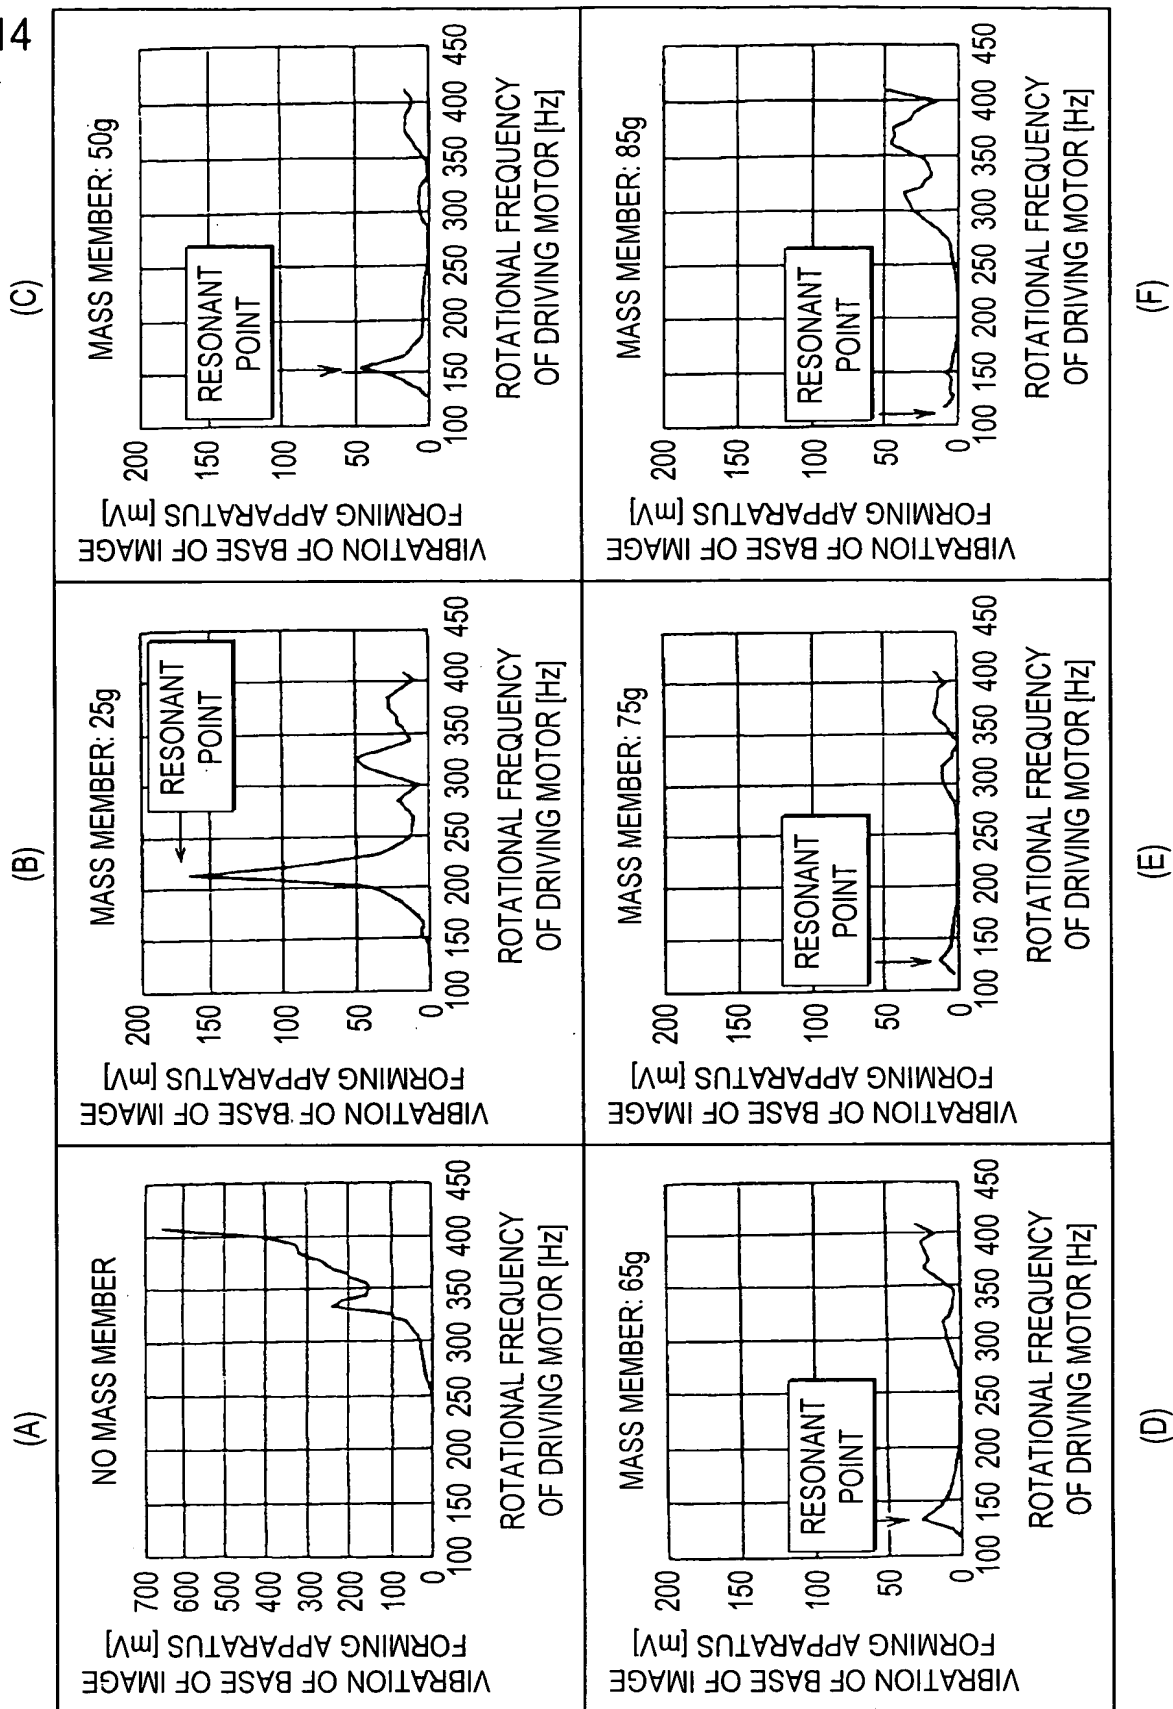 14
(A)
NO MASS MEMBER
700
600
500
400
300
200
100
0
100 150 200 250 300 350 400 450
VIBRATION OF BASE OF IMAGE
FORMING APPARATUS [mV]
ROTATIONAL FREQUENCY
OF DRIVING MOTOR [Hz]
(B)
MASS MEMBER: 25g
RESONANT
POINT
200
150
100
50
0
100 150 200 250 300 350 400 450
VIBRATION OF BASE OF IMAGE
FORMING APPARATUS [mV]
ROTATIONAL FREQUENCY
OF DRIVING MOTOR [Hz]
(C)
MASS MEMBER: 50g
RESONANT
POINT
200
150
100
50
0
100 150 200 250 300 350 400 450
VIBRATION OF BASE OF IMAGE
FORMING APPARATUS [mV]
ROTATIONAL FREQUENCY
OF DRIVING MOTOR [Hz]
MASS MEMBER: 65g
RESONANT
POINT
200
150
100
50
0
100 150 200 250 300 350 400 450
VIBRATION OF BASE OF IMAGE
FORMING APPARATUS [mV]
ROTATIONAL FREQUENCY
OF DRIVING MOTOR [Hz]
(D)
MASS MEMBER: 75g
RESONANT
POINT
200
150
100
50
0
100 150 200 250 300 350 400 450
VIBRATION OF BASE OF IMAGE
FORMING APPARATUS [mV]
ROTATIONAL FREQUENCY
OF DRIVING MOTOR [Hz]
(E)
MASS MEMBER: 85g
RESONANT
POINT
200
150
100
50
0
100 150 200 250 300 350 400 450
VIBRATION OF BASE OF IMAGE
FORMING APPARATUS [mV]
ROTATIONAL FREQUENCY
OF DRIVING MOTOR [Hz]
(F)